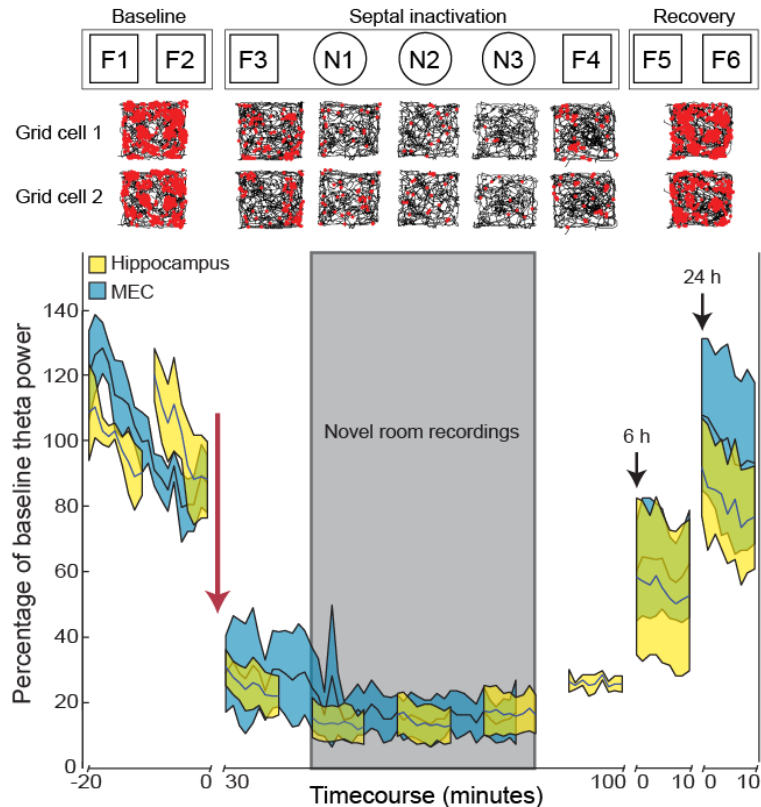 Baseline Septal inactivation Recovery
F1 F2 F3 N1 N2 N3 F4 F5 F6
Grid cell 1
Grid cell 2
Hippocampus
MEC
24 h
140
120
Novel room recordings
6 h
100
80
60
40
20
0
Percentage of baseline theta power
-20 0 30 100 0 10 0 10
Timecourse (minutes)